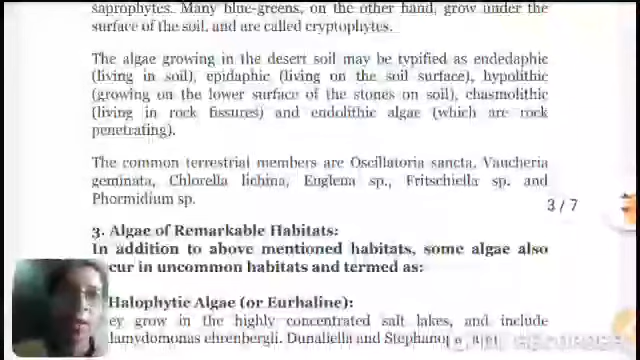 saprophytes. Many blue-greens, on the other hand, grow under the
surface of the soil, and are called cryptophytes.
The algae growing in the desert soil may be typified as endedaphic
(living in soil), epidaphic (living on the soil surface), hypolithic
(growing on the lower surface of the stones on soil), chasmolithic
(living in rock fissures) and endolithic algae (which are rock
penetrating).
The common terrestrial members are Oscillatoria sancta, Vaucheria
geminata, Chlorella lichina, Euglena sp., Fritschiella sp. and
Phormidium sp.
3 / 7
3. Algae of Remarkable Habitats:
In addition to above mentioned habitats, some algae also
cur in uncommon habitats and termed as:
Halophytic Algae (or Eurhaline):
ey grow in the highly concentrated salt lakes, and include
lamydomonas ehrenbergli. Dunaliella and Stephano